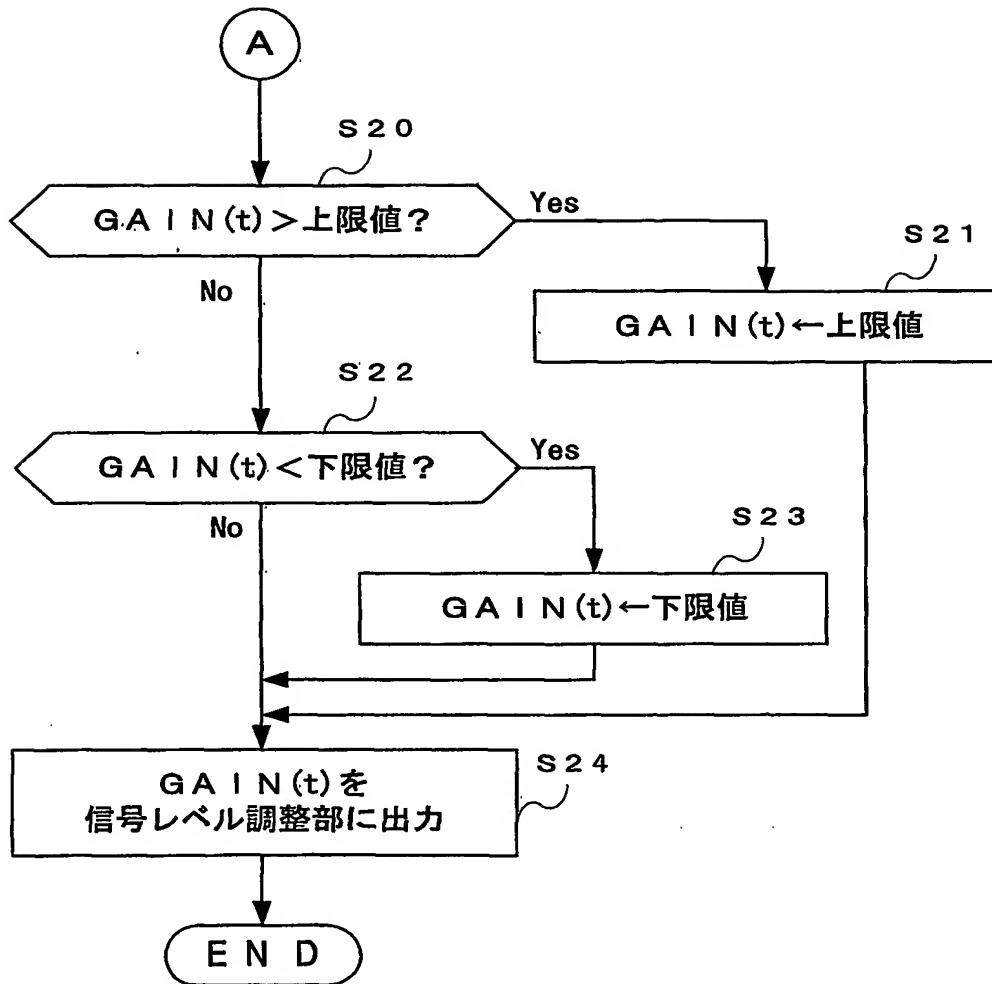 A
S20
GAIN(t)>上限値?
Yes
S21
No
GAIN(t)←上限値
S22
GAIN(t)<下限値?
Yes
No
S23
GAIN(t)←下限値
S24
GAIN(t)を
信号レベル調整部に出力
END